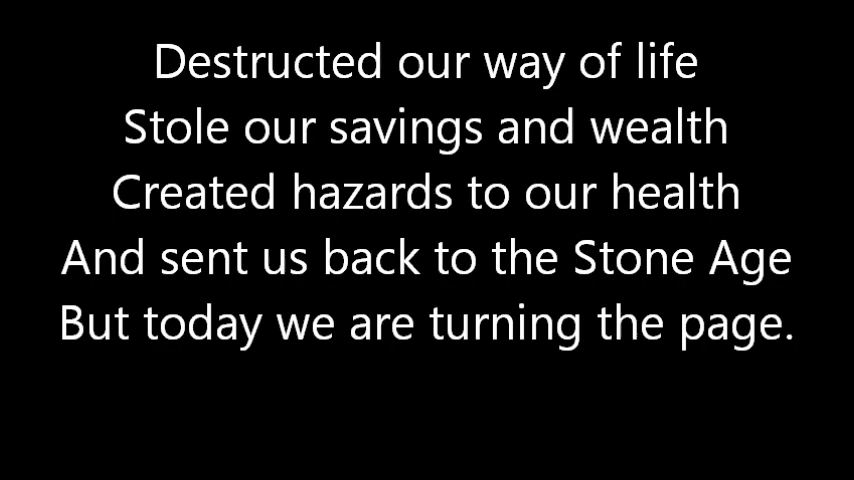 Destructed our way of life
Stole our savings and wealth
Created hazards to our health
And sent us back to the Stone Age
But today we are turning the page.